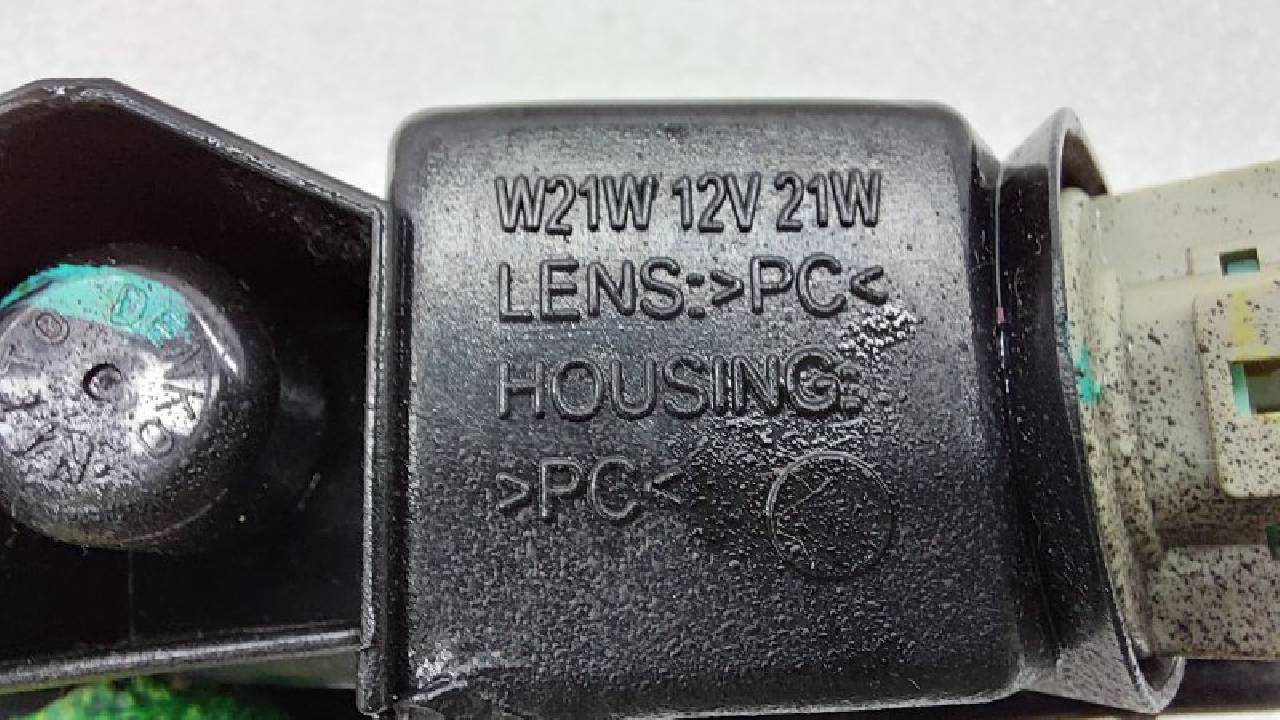 W21W 12V 21W
LENS:>PC<
HOUSING:
>PC<